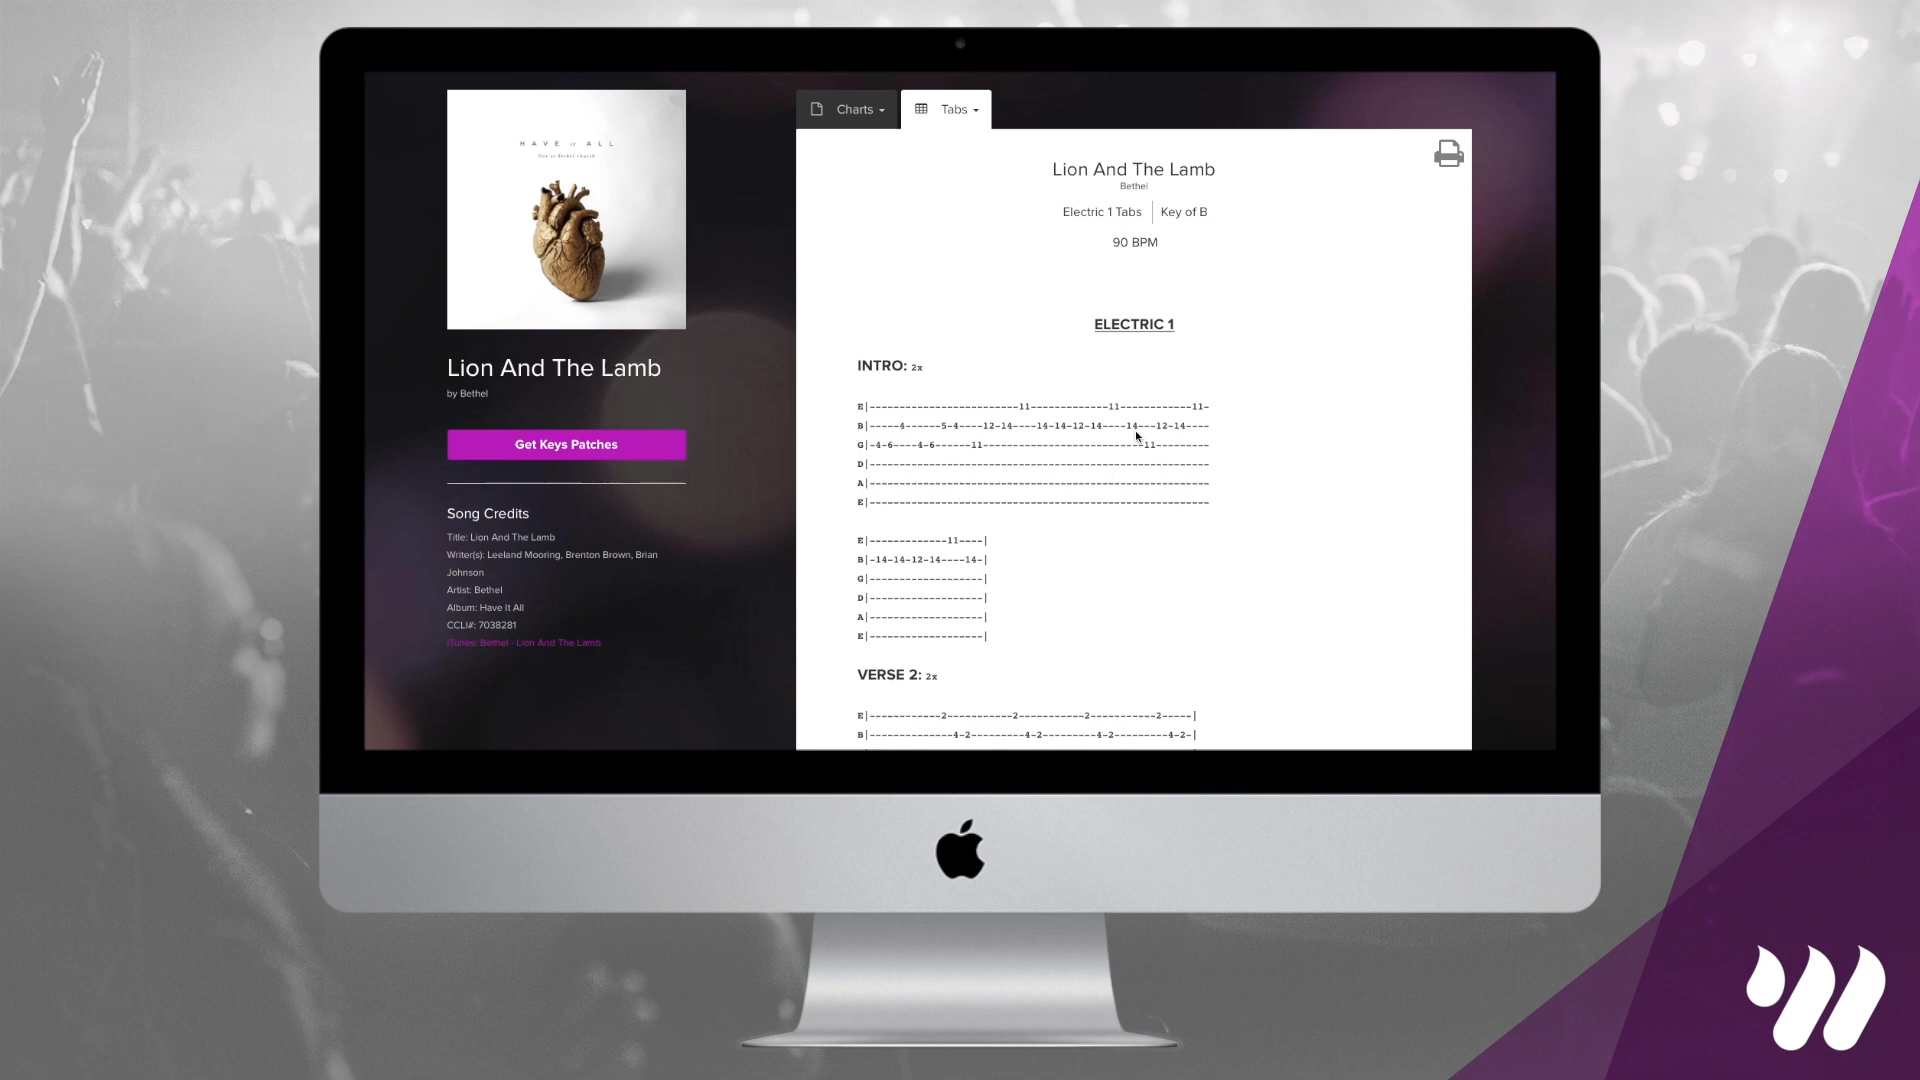 HAVE it ALL
live at bethel church
Lion And The Lamb
by Bethel
Get Keys Patches
Song Credits
Title: Lion And The Lamb
Writer(s): Leeland Mooring, Brenton Brown, Brian
Johnson
Artist: Bethel
Album: Have It All
CCLI#: 7038281
iTunes: Bethel - Lion And The Lamb
Charts
Tabs
Lion And The Lamb
Bethel
Electric 1 Tabs | Key of B
90 BPM
ELECTRIC 1
INTRO: 2x
E|-------------------------11------------11------------11-
B|-----4------5-4----12-14----14-14-12-14----14---12-14----
G|-4-6----4-6------11---------------------------11---------
D|---------------------------------------------------------
A|---------------------------------------------------------
E|---------------------------------------------------------
E|-------------11----|
B|-14-14-12-14----14-|
G|-------------------|
D|-------------------|
A|-------------------|
E|-------------------|
VERSE 2: 2x
E|------------2-----------2-----------2-----------2-----|
B|--------------4-2---------4-2---------4-2---------4-2-|